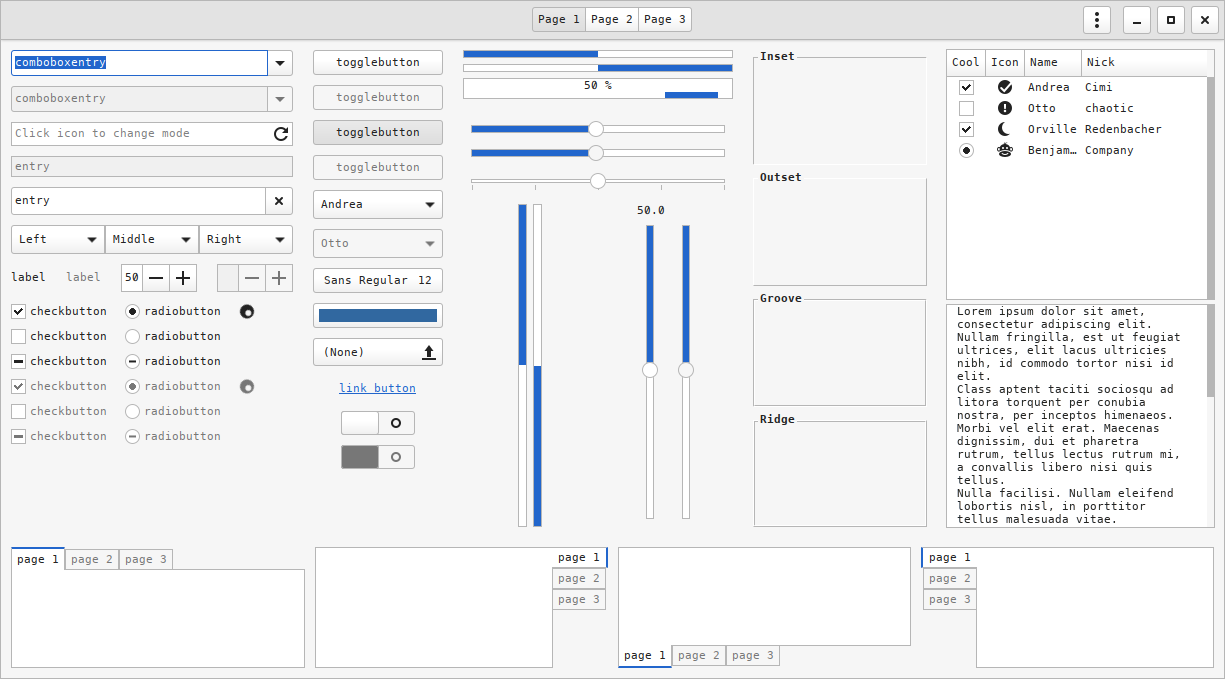 Page 1 Page 2 Page 3
comboboxentry
comboboxentry
Click icon to change mode
entry
entry
Left Middle Right
label label 50
checkbutton radiobutton
checkbutton radiobutton
checkbutton radiobutton
checkbutton radiobutton
checkbutton radiobutton
checkbutton radiobutton
togglebutton
togglebutton
togglebutton
togglebutton
Andrea
Otto
Sans Regular 12
(None)
link button
50 %
50.0
Inset
Outset
Groove
Ridge
Cool Icon Name Nick
Andrea Cimi
Otto chaotic
Orville Redenbacher
Benjam… Company
Lorem ipsum dolor sit amet,
consectetur adipiscing elit.
Nullam fringilla, est ut feugiat
ultrices, elit lacus ultricies
nibh, id commodo tortor nisi id
elit.
Class aptent taciti sociosqu ad
litora torquent per conubia
nostra, per inceptos himenaeos.
Morbi vel elit erat. Maecenas
dignissim, dui et pharetra
rutrum, tellus lectus rutrum mi,
a convallis libero nisi quis
tellus.
Nulla facilisi. Nullam eleifend
lobortis nisl, in porttitor
tellus malesuada vitae.
page 1 page 2 page 3
page 1
page 2
page 3
page 1 page 2 page 3
page 1
page 2
page 3